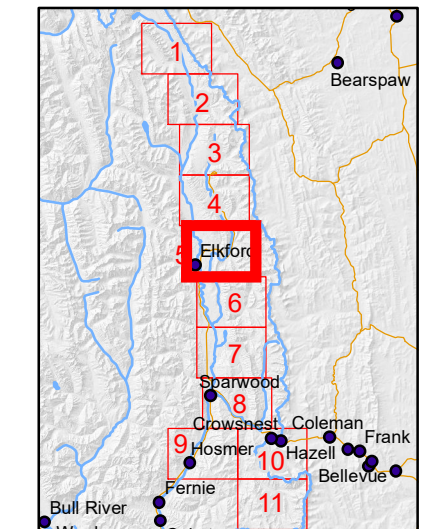 1
Bearspaw
2
3
4
5
Elkford
6
7
Sparwood
8
Crowsnest
Coleman
9
Hosmer
10
Hazell
Frank
Bellevue
Fernie
11
Bull River